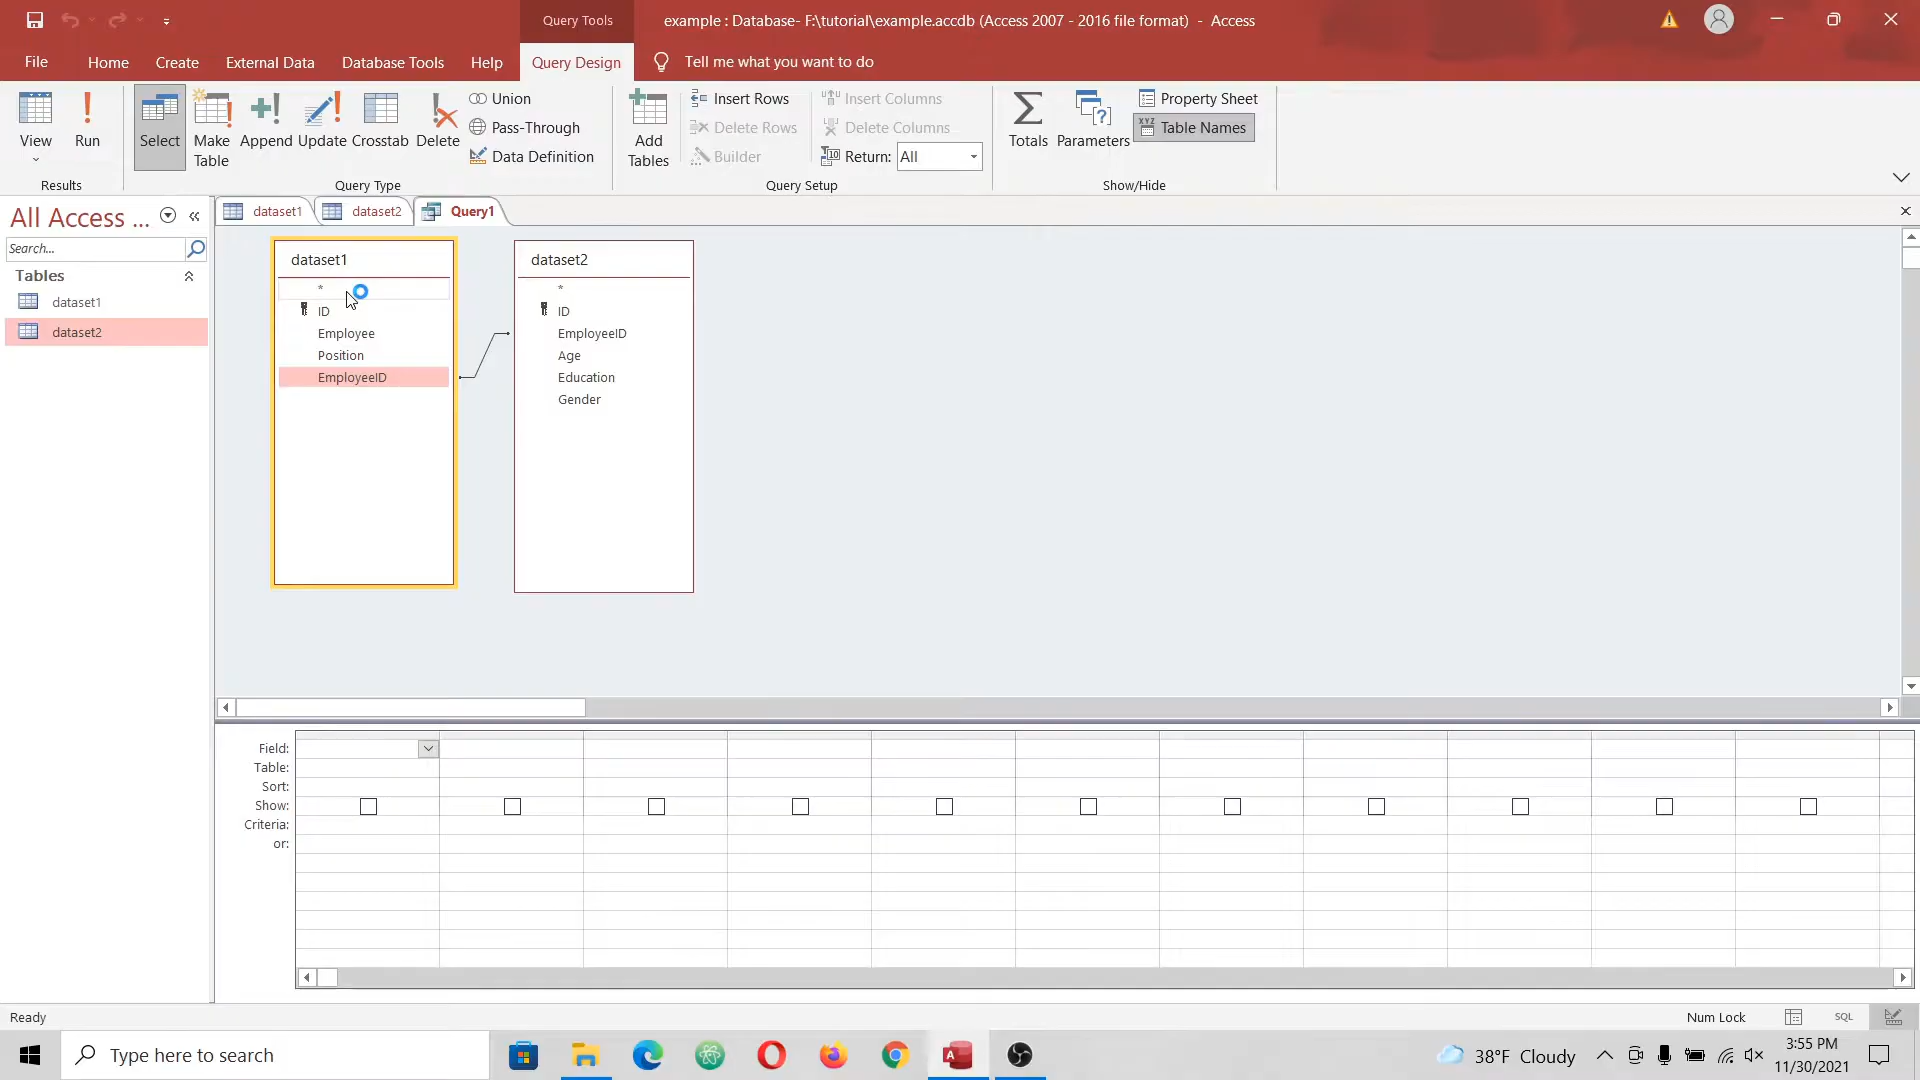 Query Tools
example : Database- F:\tutorial\example.accdb (Access 2007 - 2016 file format)  -  Access
File
Home
Create
External Data
Database Tools
Help
Query Design
Tell me what you want to do
View
Run
Results
Select
Make Table
Append
Update
Crosstab
Delete
Union
Pass-Through
Data Definition
Query Type
Add Tables
Insert Rows
Delete Rows
Builder
Insert Columns
Delete Columns
Return: All
Query Setup
Totals
Parameters
Property Sheet
Table Names
Show/Hide
All Access ...
Search...
Tables
dataset1
dataset2
dataset1
dataset2
Query1
dataset1
*
ID
Employee
Position
EmployeeID
dataset2
*
ID
EmployeeID
Age
Education
Gender
Field:
Table:
Sort:
Show:
Criteria:
or:
Ready
Num Lock
SQL
Type here to search
38°F Cloudy
3:55 PM
11/30/2021